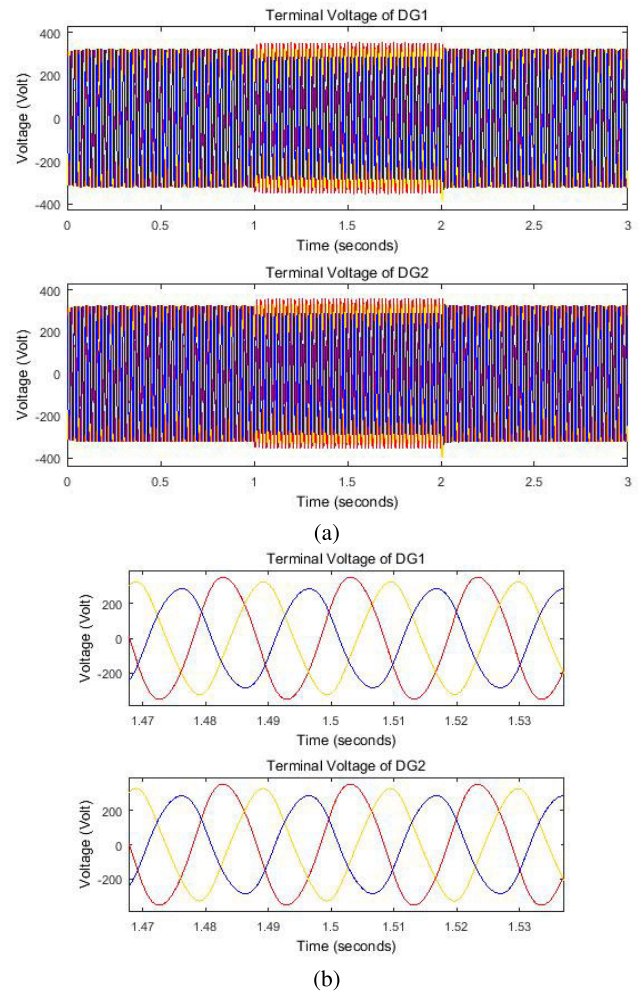 Terminal Voltage of DG1
400
200
0
-200
-400
Voltage (Volt)
0 0.5 1 1.5 2 2.5 3
Time (seconds)
Terminal Voltage of DG2
400
200
0
-200
-400
Voltage (Volt)
0 0.5 1 1.5 2 2.5 3
Time (seconds)
(a)
Terminal Voltage of DG1
200
0
-200
Voltage (Volt)
1.47 1.48 1.49 1.5 1.51 1.52 1.53
Time (seconds)
Terminal Voltage of DG2
200
0
-200
Voltage (Volt)
1.47 1.48 1.49 1.5 1.51 1.52 1.53
Time (seconds)
(b)